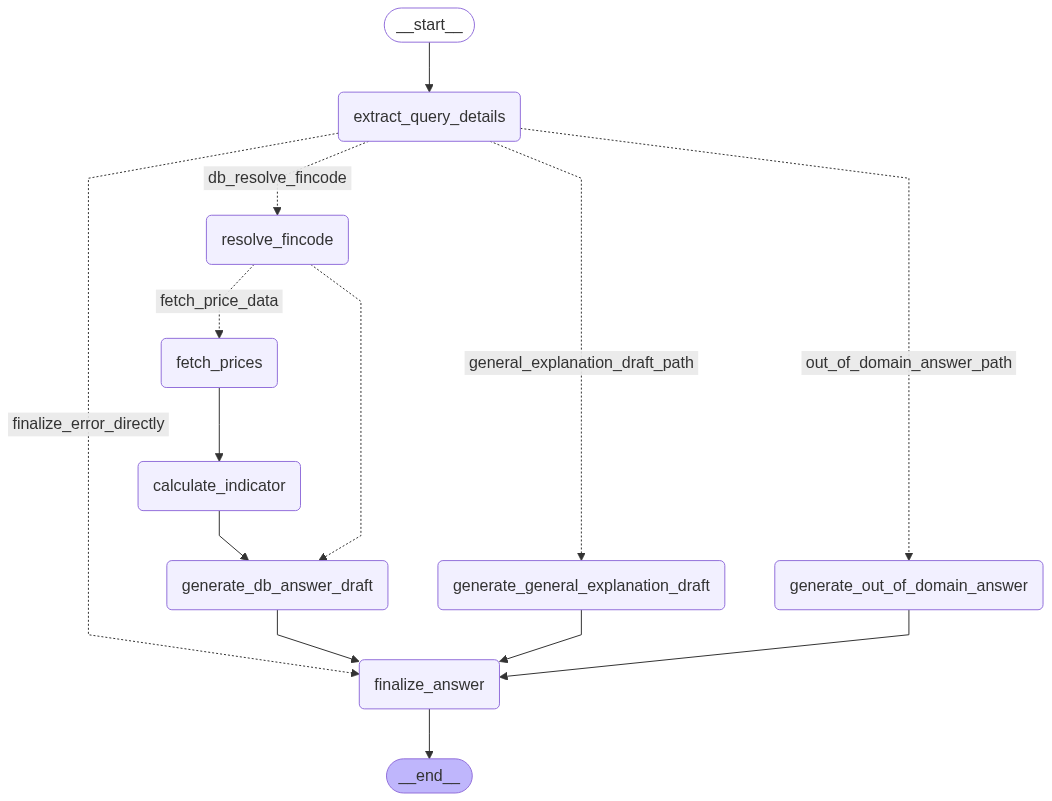 __start__
extract_query_details
db_resolve_fincode
resolve_fincode
fetch_price_data
fetch_prices
general_explanation_draft_path
out_of_domain_answer_path
finalize_error_directly
calculate_indicator
generate_db_answer_draft
generate_general_explanation_draft
generate_out_of_domain_answer
finalize_answer
__end__